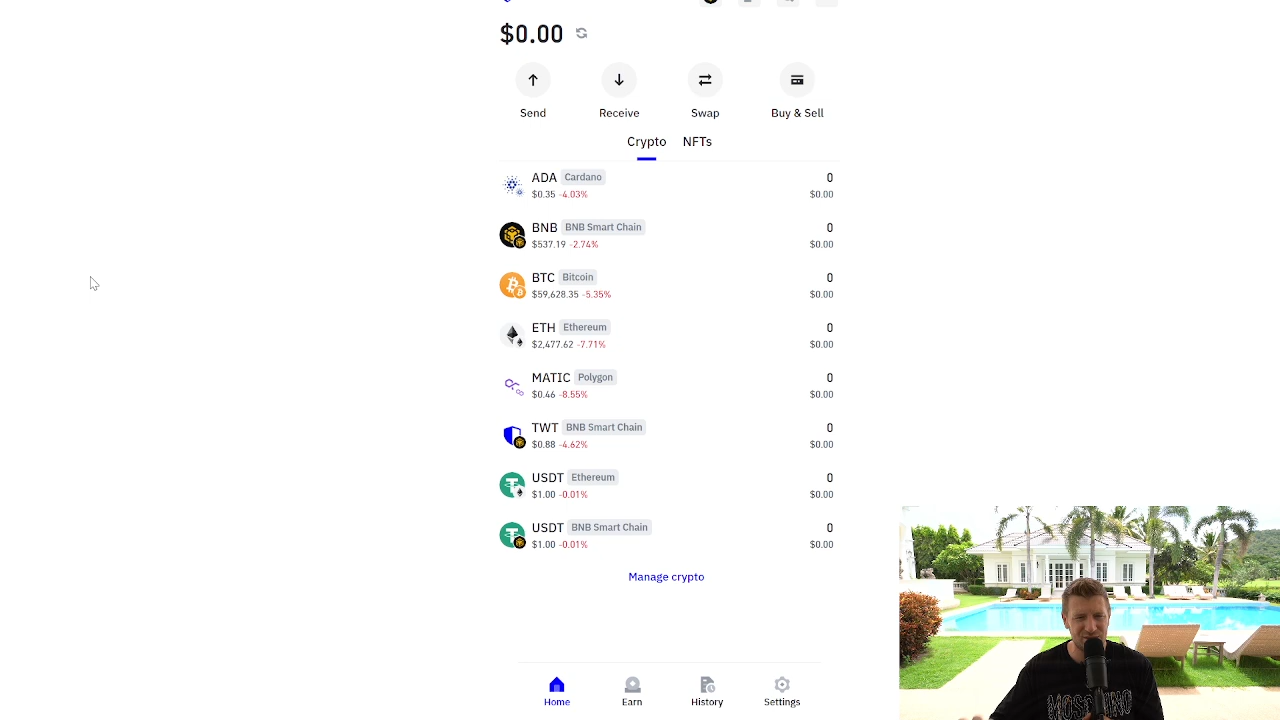 $0.00
Send Receive Swap Buy & Sell
Crypto NFTs
ADA Cardano 0
$0.35 -4.03% $0.00
BNB BNB Smart Chain 0
$537.19 -2.74% $0.00
BTC Bitcoin 0
$59,628.35 -5.35% $0.00
ETH Ethereum 0
$2,477.62 -7.71% $0.00
MATIC Polygon 0
$0.46 -8.55% $0.00
TWT BNB Smart Chain 0
$0.88 -4.62% $0.00
USDT Ethereum 0
$1.00 -0.01% $0.00
USDT BNB Smart Chain 0
$1.00 -0.01% $0.00
Manage crypto
Home Earn History Settings
MOSCHINO